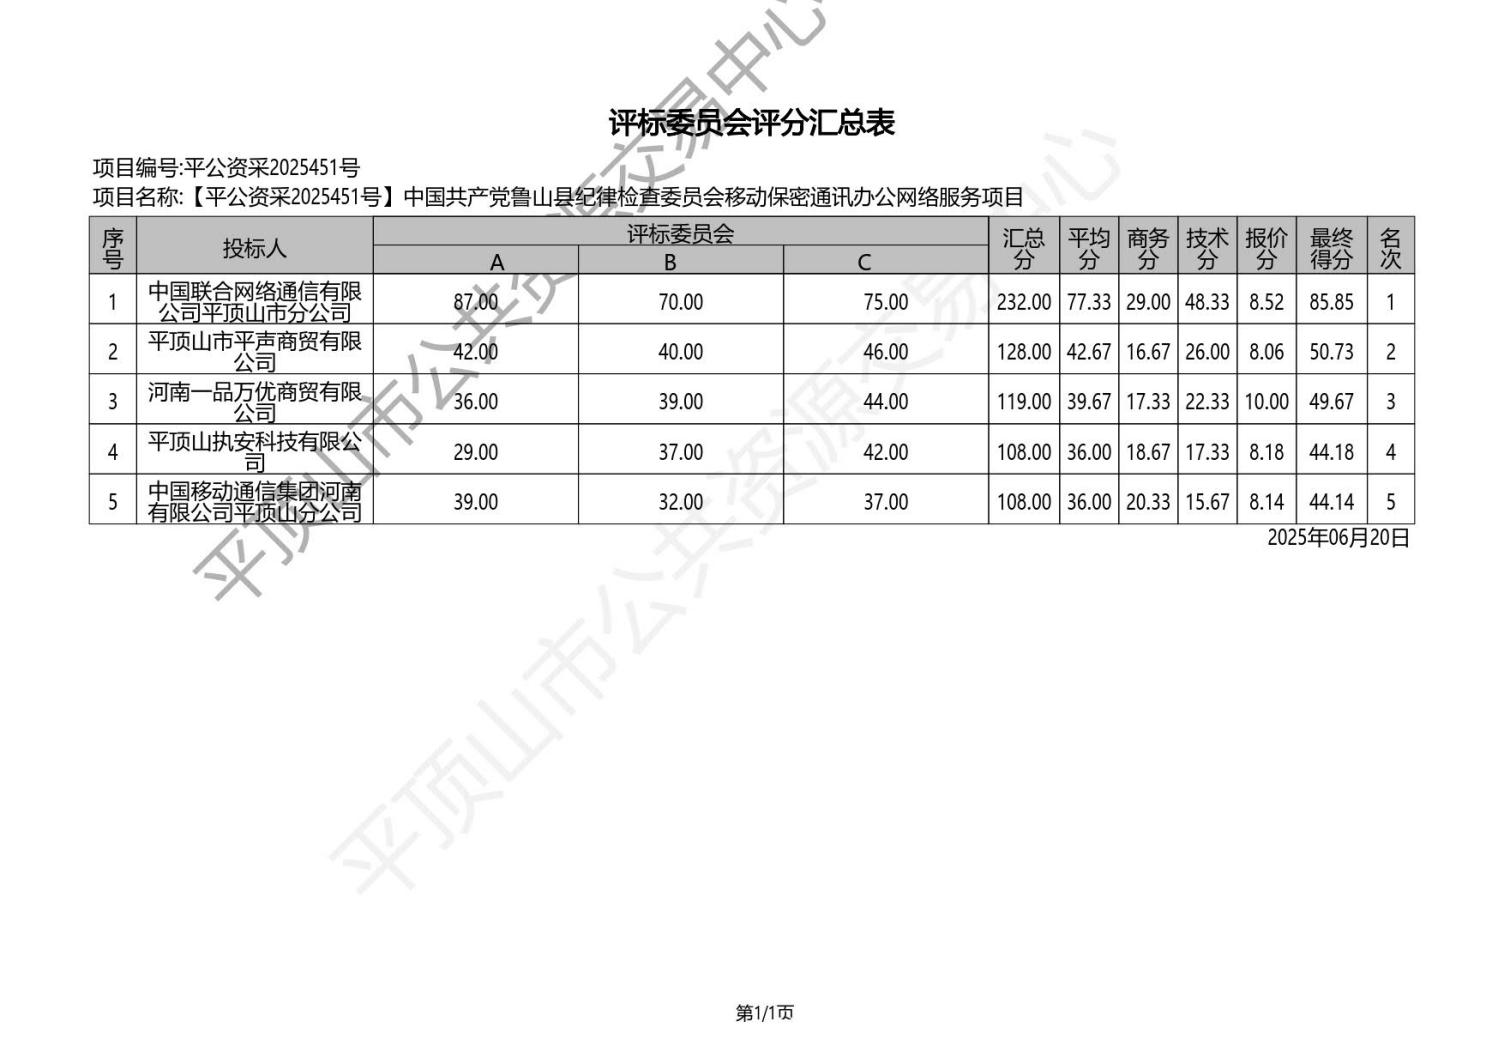 评标委员会评分汇总表
项目编号:平公资采2025451号
项目名称:【平公资采2025451号】中国共产党鲁山县纪律检查委员会移动保密通讯办公网络服务项目
序号 投标人 评标委员会 汇总分 平均分 商务分 技术分 报价分 最终得分 名次
A B C
1 中国联合网络通信有限公司平顶山市分公司 87.00 70.00 75.00 232.00 77.33 29.00 48.33 8.52 85.85 1
2 平顶山市平声商贸有限公司 42.00 40.00 46.00 128.00 42.67 16.67 26.00 8.06 50.73 2
3 河南一品万优商贸有限公司 36.00 39.00 44.00 119.00 39.67 17.33 22.33 10.00 49.67 3
4 平顶山执安科技有限公司 29.00 37.00 42.00 108.00 36.00 18.67 17.33 8.18 44.18 4
5 中国移动通信集团河南有限公司平顶山分公司 39.00 32.00 37.00 108.00 36.00 20.33 15.67 8.14 44.14 5
2025年06月20日
平顶山市公共资源交易中心
平顶山市公共资源交易中心
第1/1页